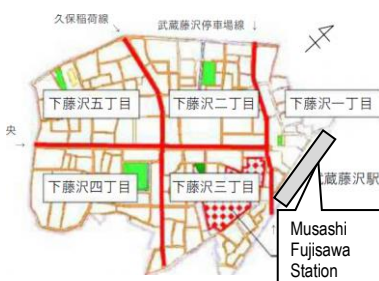 久保稲荷線
武蔵藤沢停車場線
下藤沢五丁目
下藤沢二丁目
下藤沢一丁目
央
下藤沢四丁目
下藤沢三丁目
蔵藤沢駅
Musashi
Fujisawa
Station